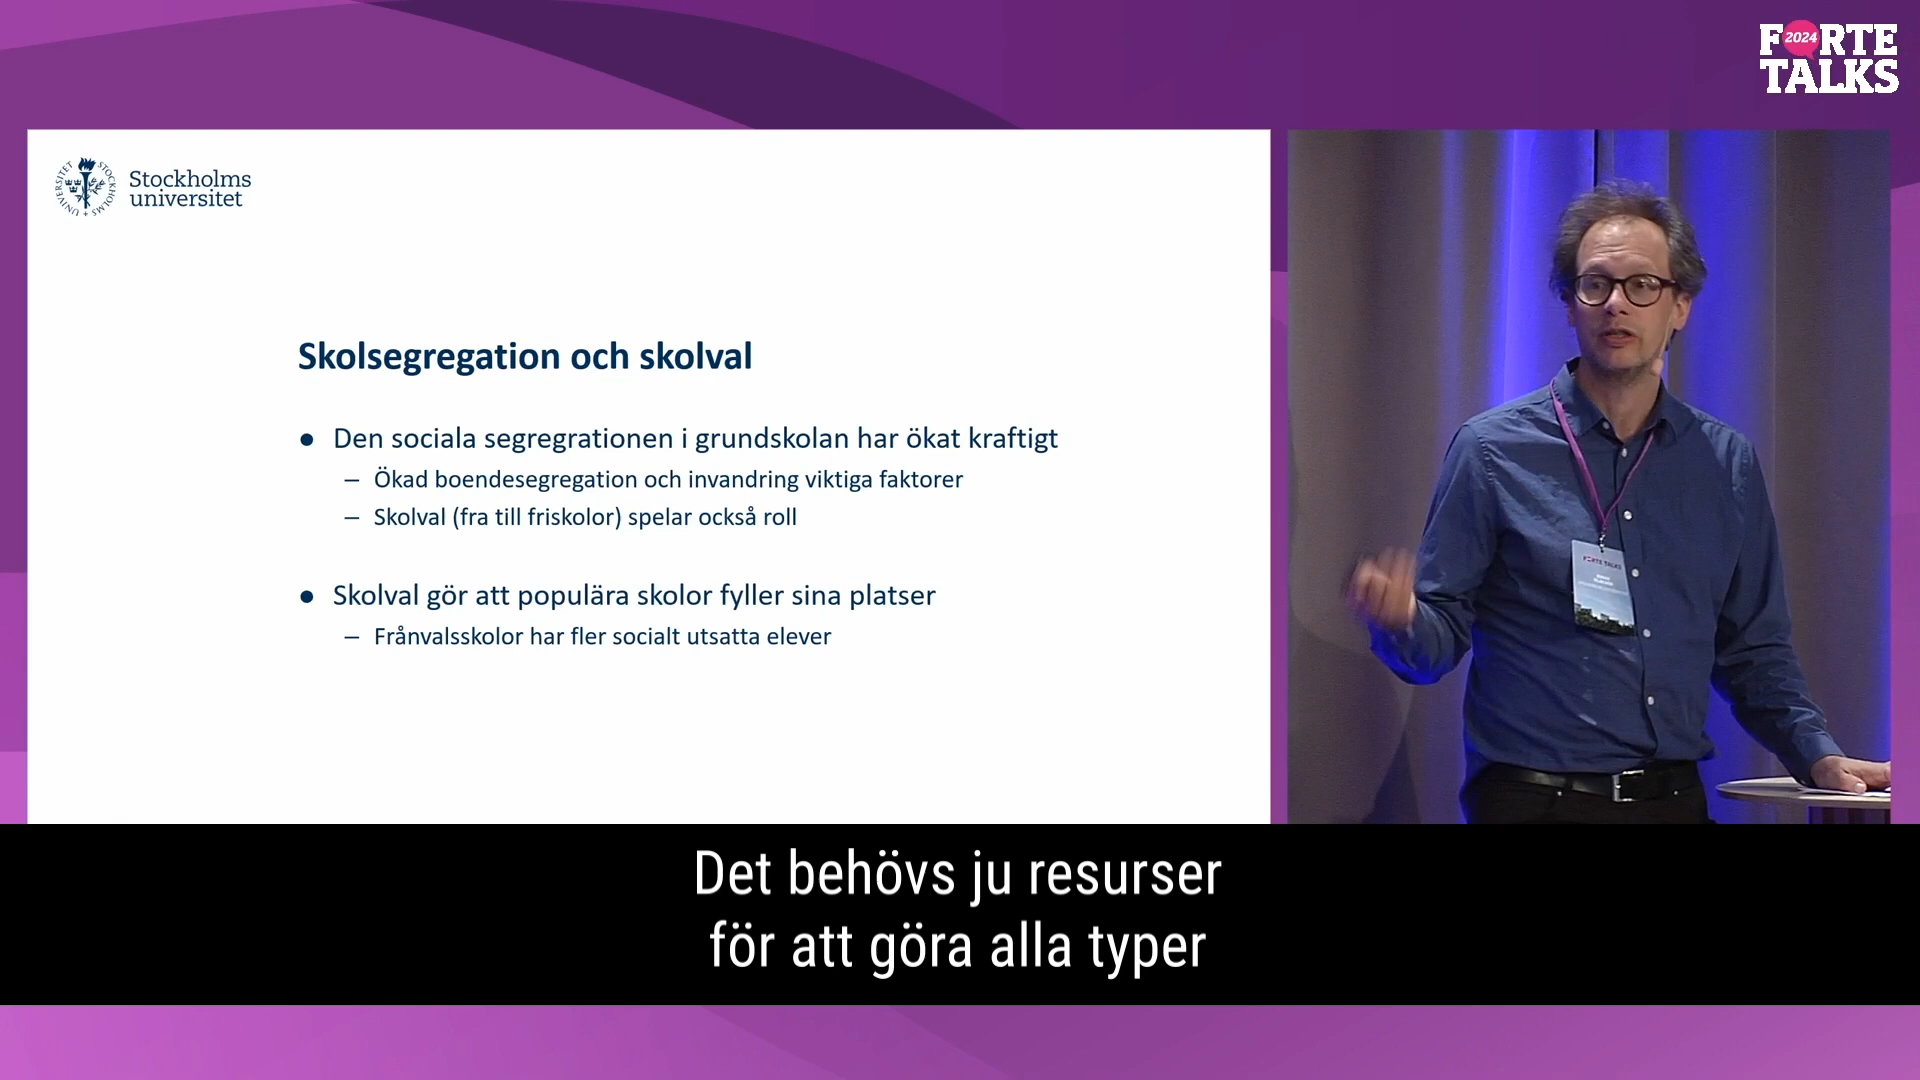 FORTE
2024
TALKS
Stockholms
universitet
Skolsegregation och skolval
● Den sociala segregrationen i grundskolan har ökat kraftigt
– Ökad boendesegregation och invandring viktiga faktorer
– Skolval (fra till friskolor) spelar också roll
● Skolval gör att populära skolor fyller sina platser
– Frånvalsskolor har fler socialt utsatta elever
FORTE TALKS
Det behövs ju resurser
för att göra alla typer